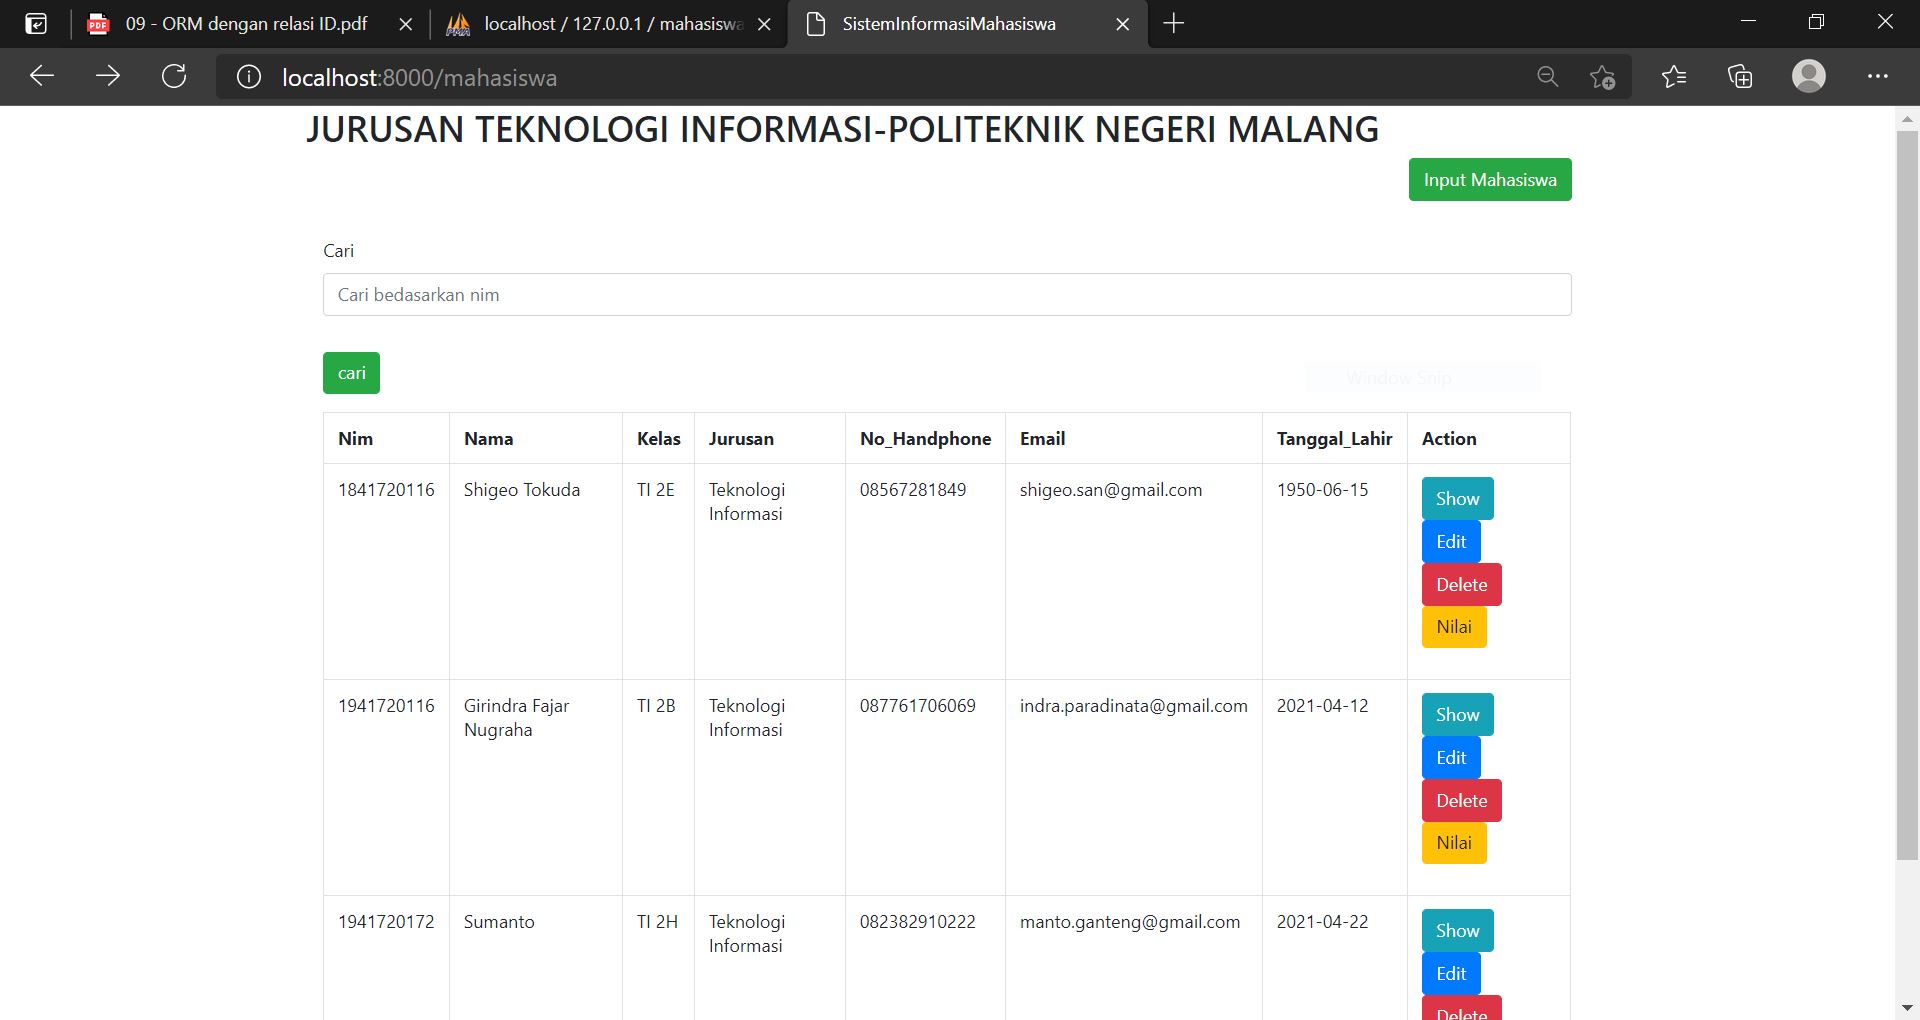 09 - ORM dengan relasi ID.pdf
localhost / 127.0.0.1 / mahasiswa
SistemInformasiMahasiswa
localhost:8000/mahasiswa
JURUSAN TEKNOLOGI INFORMASI-POLITEKNIK NEGERI MALANG
Input Mahasiswa
Cari
Cari bedasarkan nim
cari
Window Snip
Nim Nama Kelas Jurusan No_Handphone Email Tanggal_Lahir Action
1841720116 Shigeo Tokuda TI 2E Teknologi 08567281849 shigeo.san@gmail.com 1950-06-15 Show
Informasi
Edit
Delete
Nilai
1941720116 Girindra Fajar TI 2B Teknologi 087761706069 indra.paradinata@gmail.com 2021-04-12 Show
Nugraha Informasi
Edit
Delete
Nilai
1941720172 Sumanto TI 2H Teknologi 082382910222 manto.ganteng@gmail.com 2021-04-22 Show
Informasi
Edit
Delete